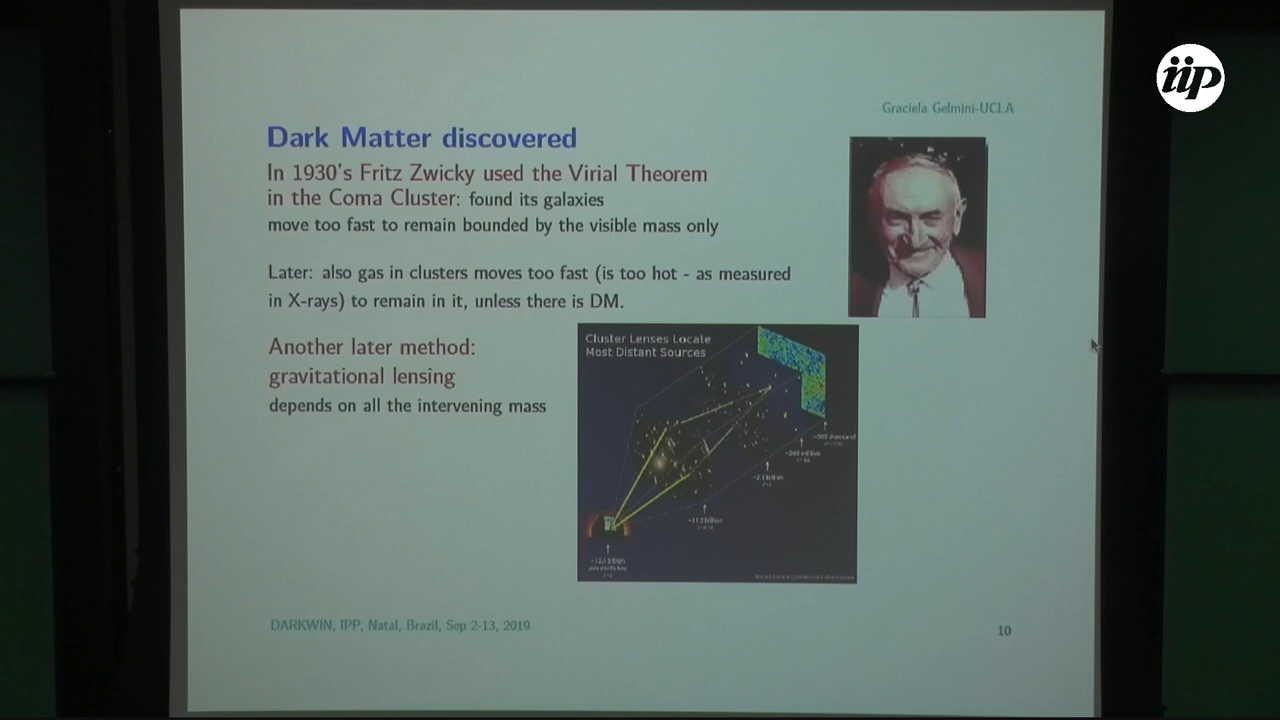 iip
Graciela Gelmini-UCLA
Dark Matter discovered
In 1930's Fritz Zwicky used the Virial Theorem
in the Coma Cluster: found its galaxies
move too fast to remain bounded by the visible mass only
Later: also gas in clusters moves too fast (is too hot - as measured
in X-rays) to remain in it, unless there is DM.
Another later method:
gravitational lensing
depends on all the intervening mass
Cluster Lenses Locate
Most Distant Sources
DARKWIN, IPP, Natal, Brazil, Sep 2-13, 2019
10